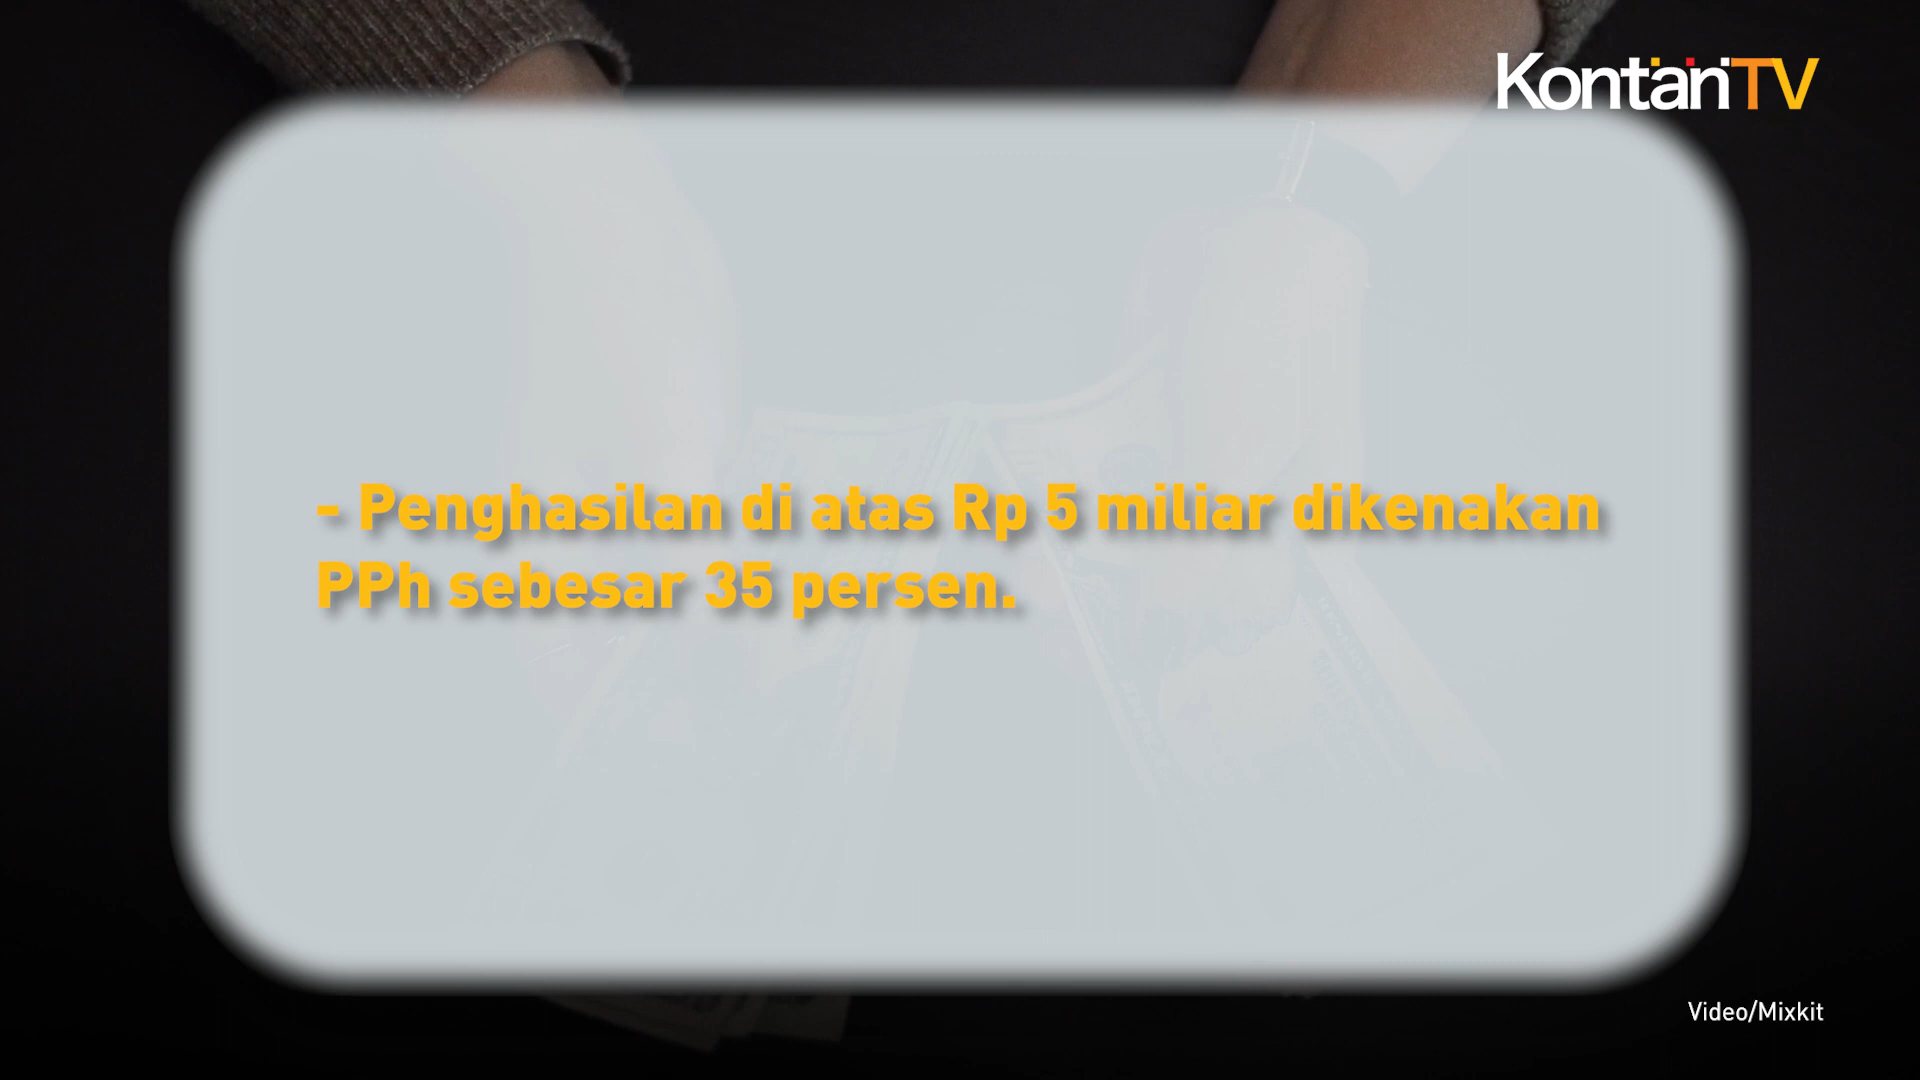 KontanTV
- Penghasilan di atas Rp 5 miliar dikenakan
PPh sebesar 35 persen.
Video/Mixkit